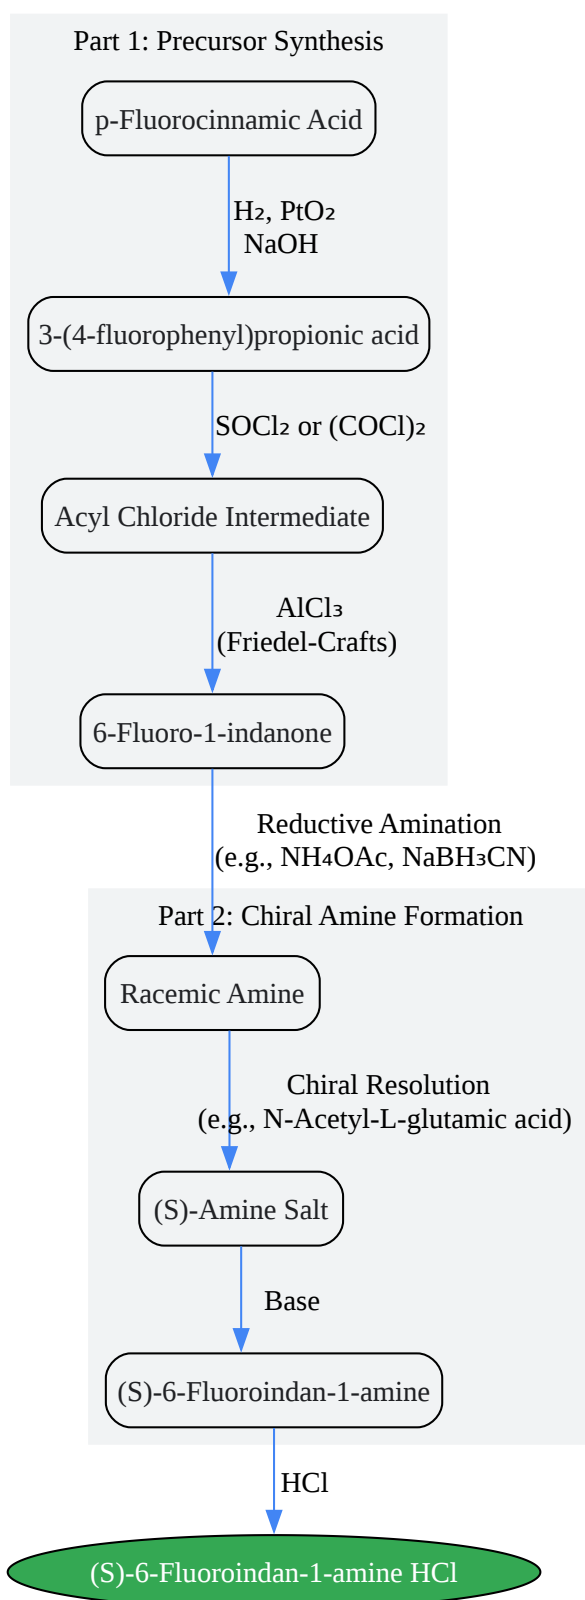 Part 1: Precursor Synthesis
p-Fluorocinnamic Acid
H₂, PtO₂
NaOH
3-(4-fluorophenyl)propionic acid
SOCl₂ or (COCl)₂
Acyl Chloride Intermediate
AlCl₃
(Friedel-Crafts)
6-Fluoro-1-indanone
Reductive Amination
(e.g., NH₄OAc, NaBH₃CN)
Part 2: Chiral Amine Formation
Racemic Amine
Chiral Resolution
(e.g., N-Acetyl-L-glutamic acid)
(S)-Amine Salt
Base
(S)-6-Fluoroindan-1-amine
HCl
(S)-6-Fluoroindan-1-amine HCl